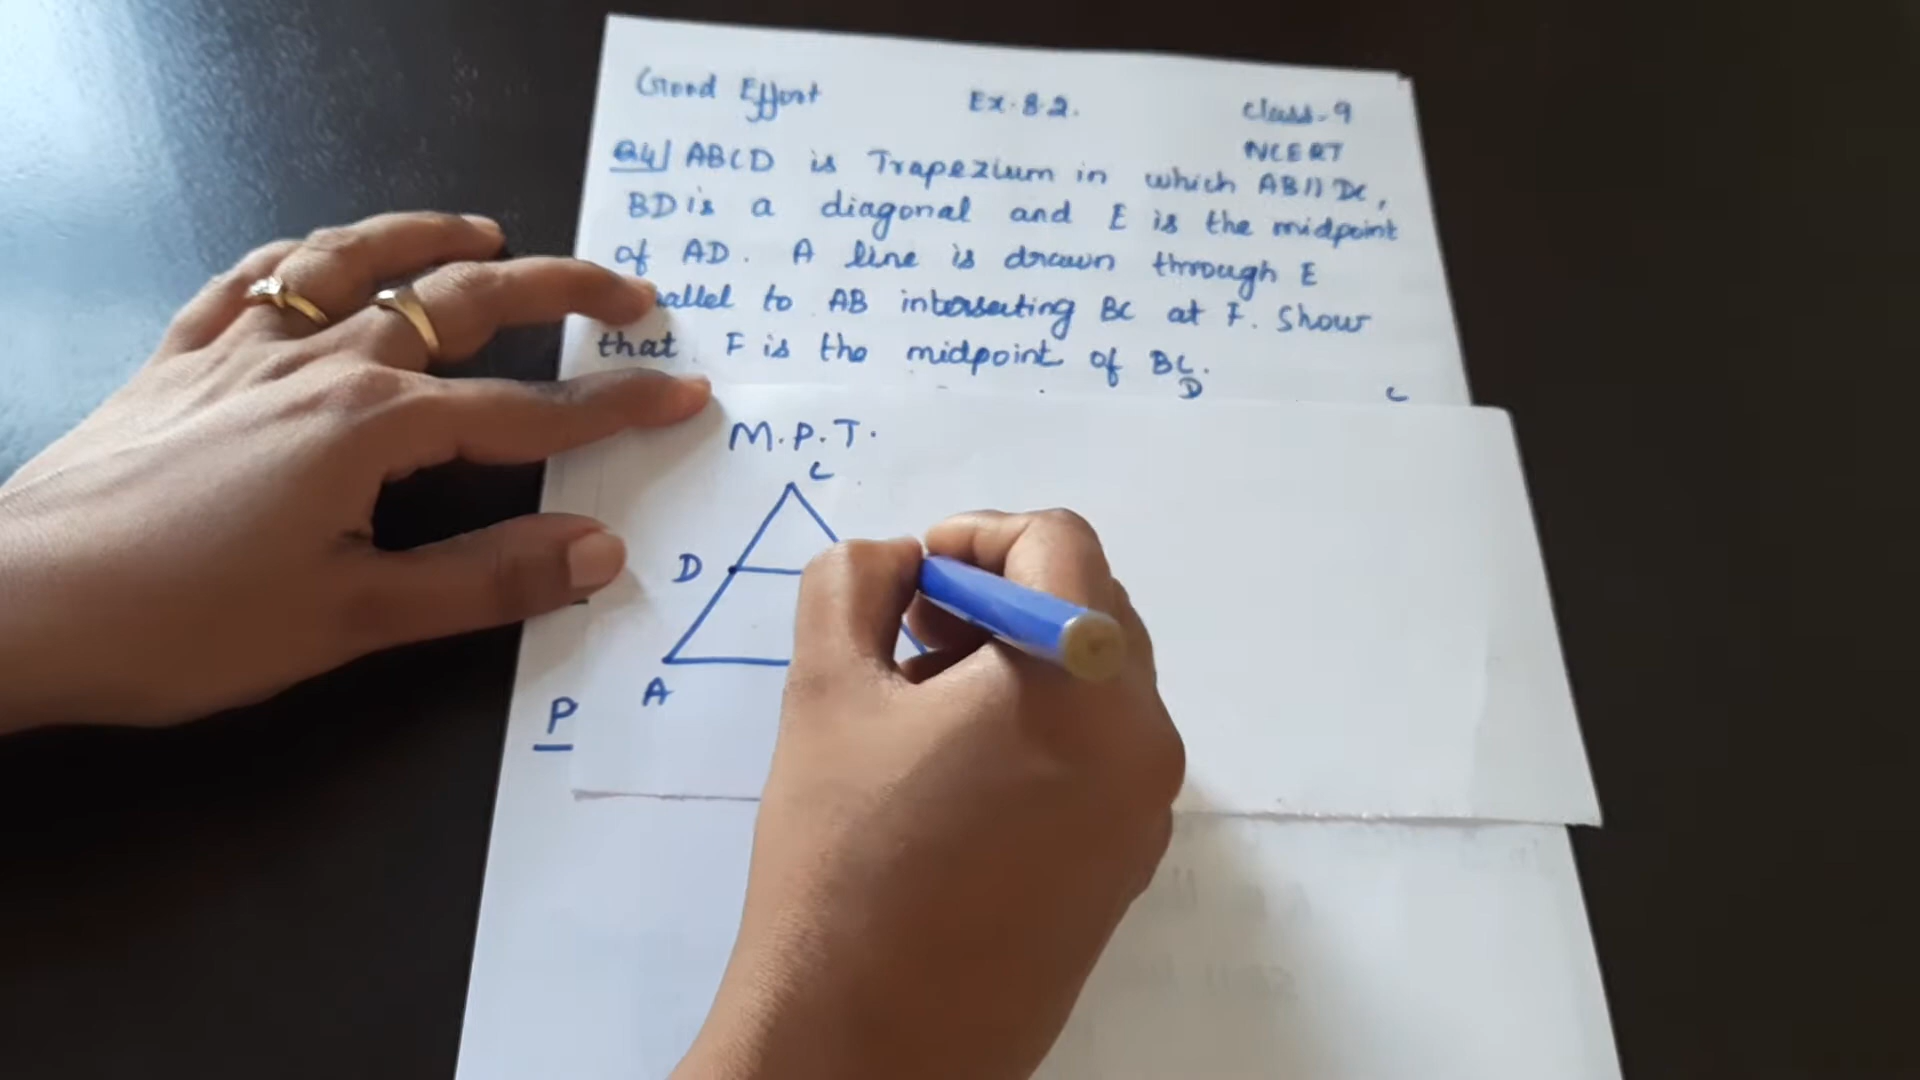 Good Effort Ex. 8.2. Class-9
NCERT
Q4/ ABCD is Trapezium in which AB || DC,
BD is a diagonal and E is the midpoint
of AD. A line is drawn through E
allel to AB intersecting BC at F. Show
that F is the midpoint of BC.
D C
M.P.T.
C
D
A
P